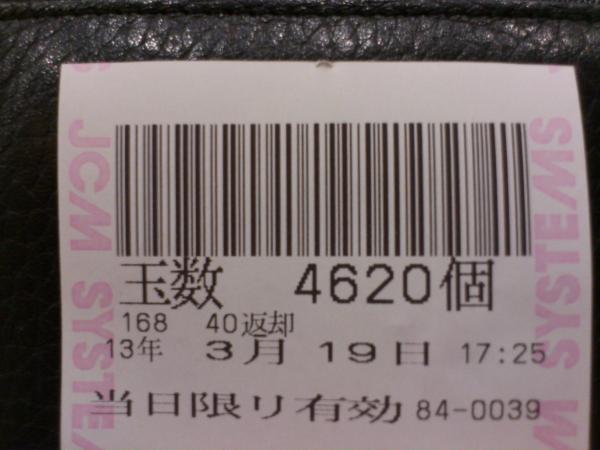 玉数 4620個
168 40返却
13年 3月 19日 17:25
当日限り有効 84-0039
JCM SYSTEMS
JCM SYSTEMS